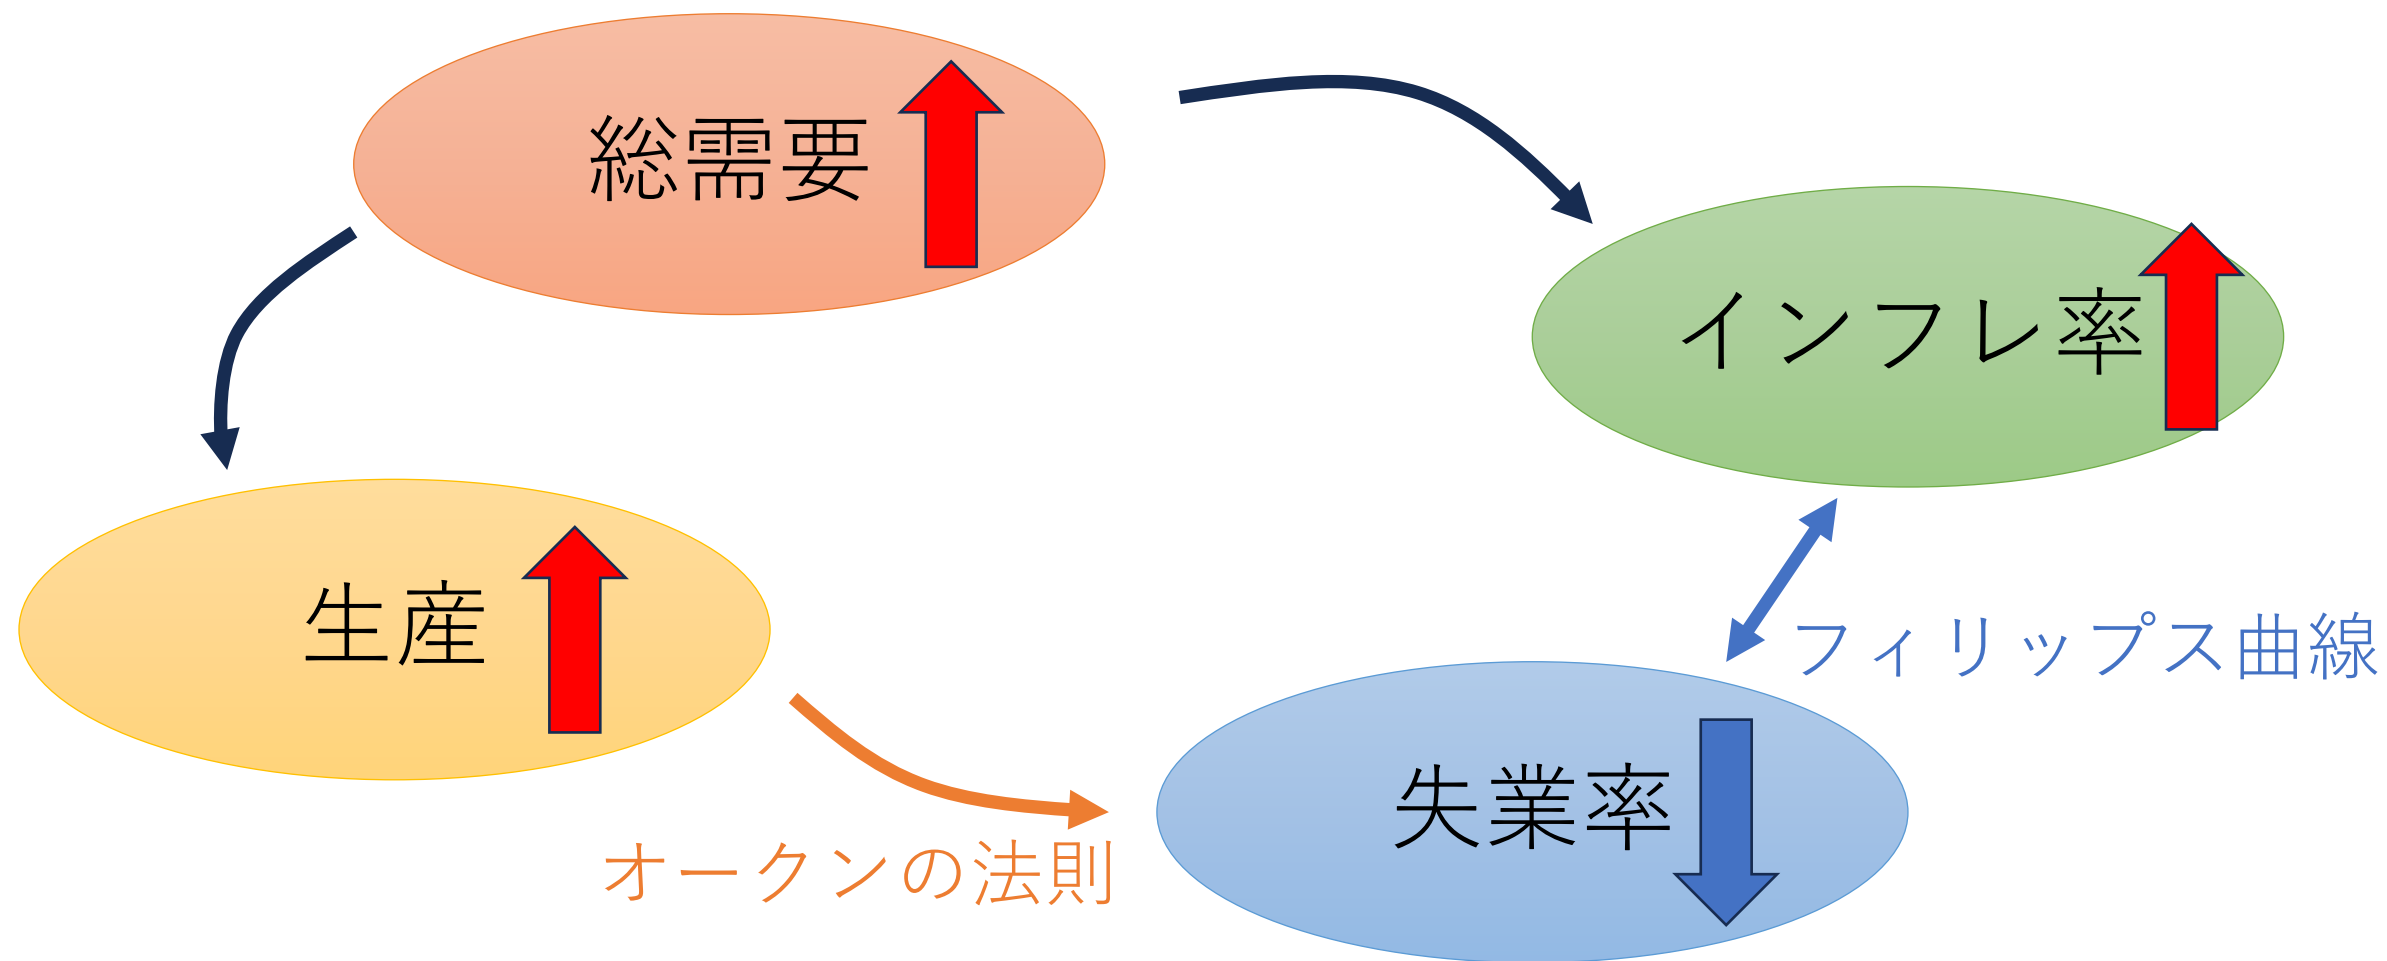 総需要
インフレ率
生産
フィリップス曲線
失業率
オークンの法則